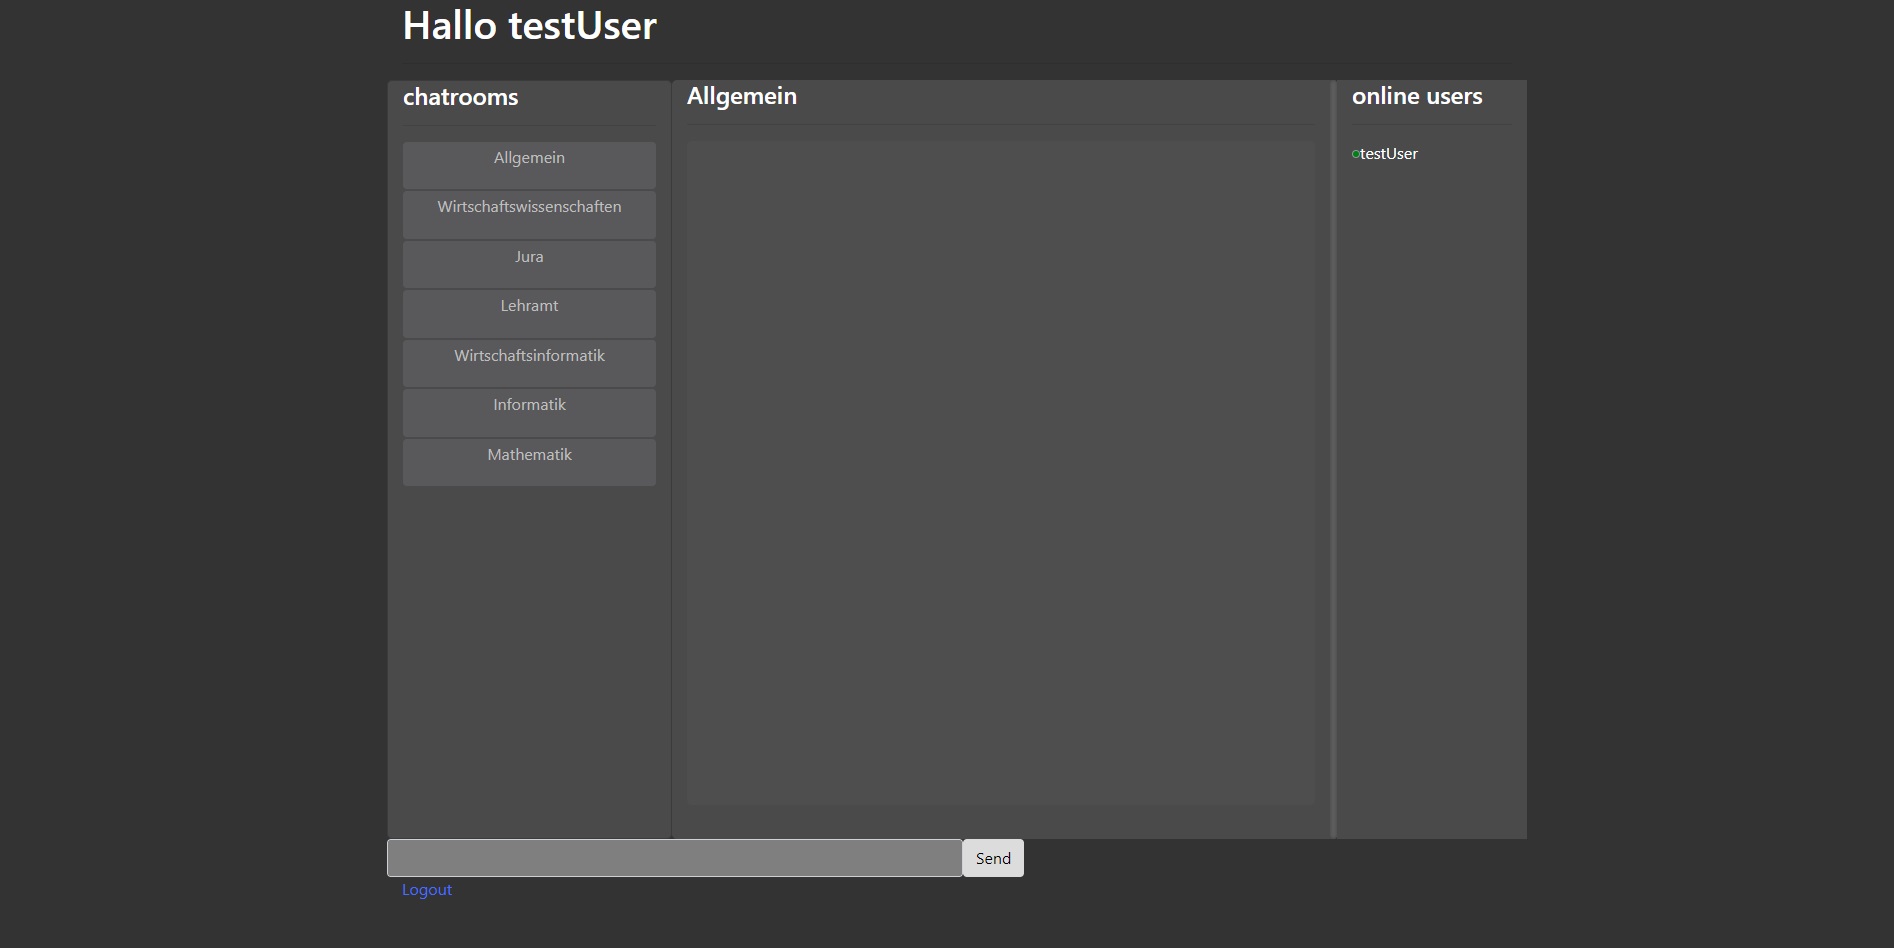 Hallo testUser
chatrooms
Allgemein
Wirtschaftswissenschaften
Jura
Lehramt
Wirtschaftsinformatik
Informatik
Mathematik
Allgemein
online users
testUser
Send
Logout